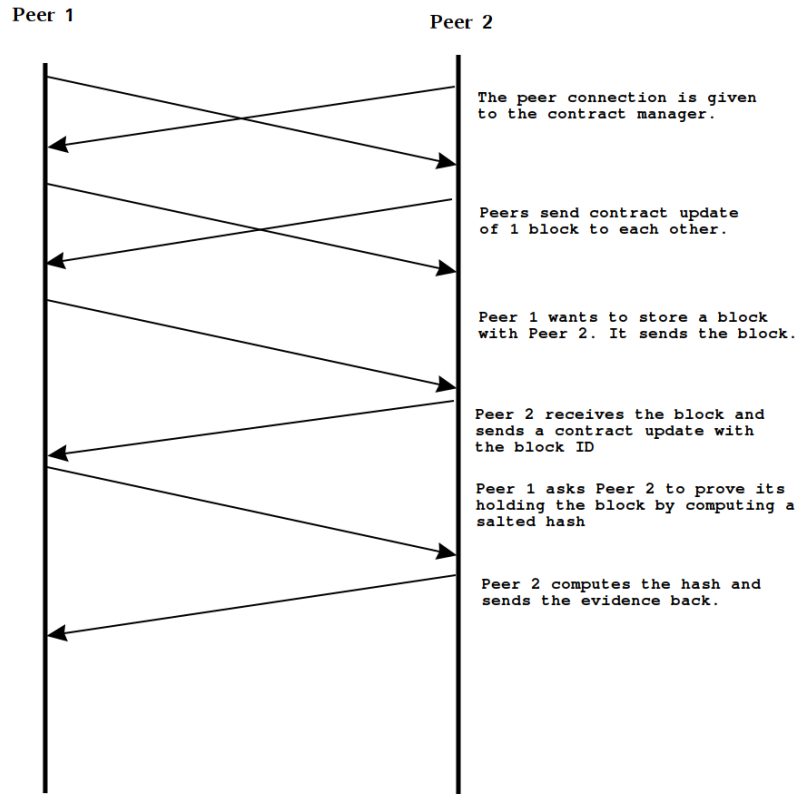 Peer 1
Peer 2
The peer connection is given
to the contract manager.
Peers send contract update
of 1 block to each other.
Peer 1 wants to store a block
with Peer 2. It sends the block.
Peer 2 receives the block and
sends a contract update with
the block ID
Peer 1 asks Peer 2 to prove its
holding the block by computing a
salted hash
Peer 2 computes the hash and
sends the evidence back.